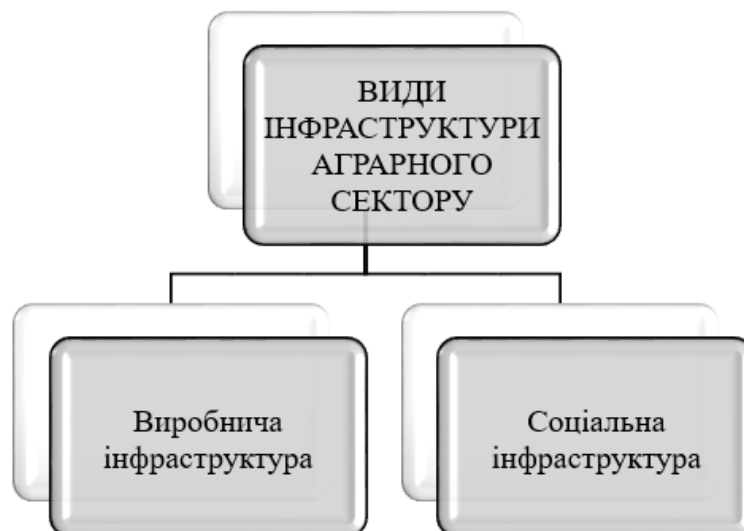 ВИДИ
ІНФРАСТРУКТУРИ
АГРАРНОГО
СЕКТОРУ
Виробнича
інфраструктура
Соціальна
інфраструктура